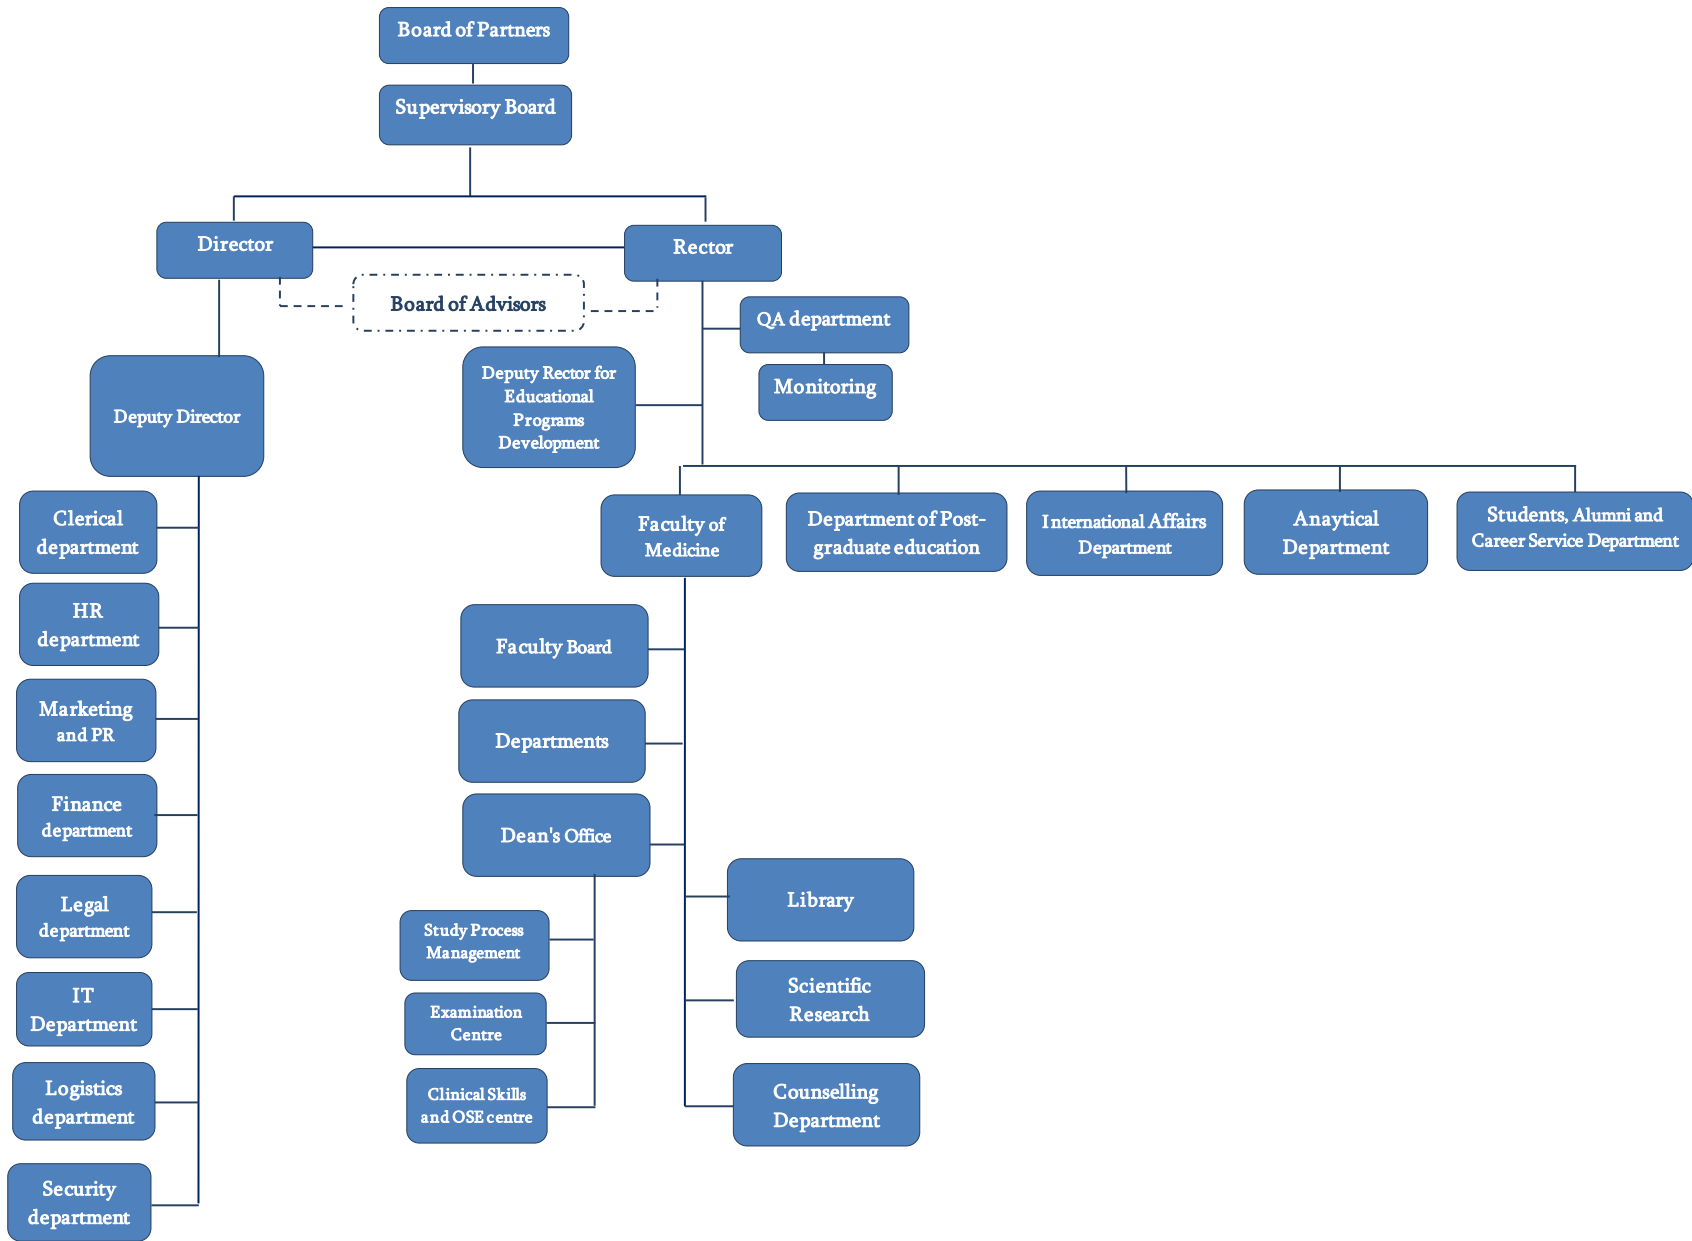 Board of Partners
Supervisory Board
Director
Rector
Board of Advisors
QA department
Monitoring
Deputy Rector for
Educational
Programs
Development
Deputy Director
Clerical
department
HR
department
Marketing
and PR
Finance
department
Legal
department
IT
Department
Logistics
department
Security
department
Faculty of
Medicine
Department of Post-
graduate education
International Affairs
Department
Anaytical
Department
Students, Alumni and
Career Service Department
Faculty Board
Departments
Dean's Office
Study Process
Management
Examination
Centre
Clinical Skills
and OSE centre
Library
Scientific
Research
Counselling
Department